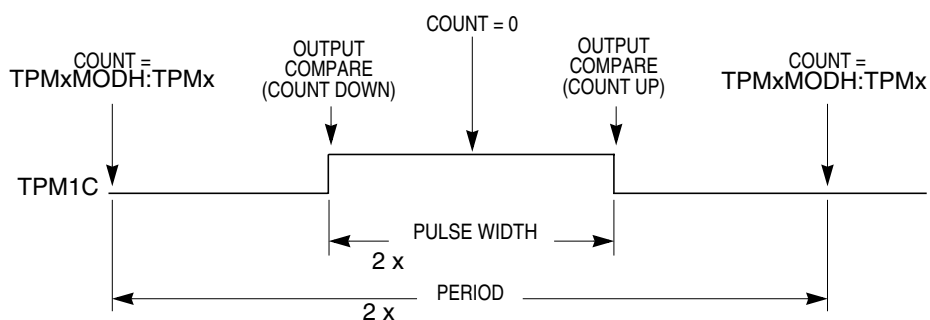 COUNT = 0
COUNT =
TPMxMODH:TPMx
OUTPUT
COMPARE
(COUNT DOWN)
OUTPUT
COMPARE
(COUNT UP)
COUNT =
TPMxMODH:TPMx
TPM1C
PULSE WIDTH
2 x
PERIOD
2 x